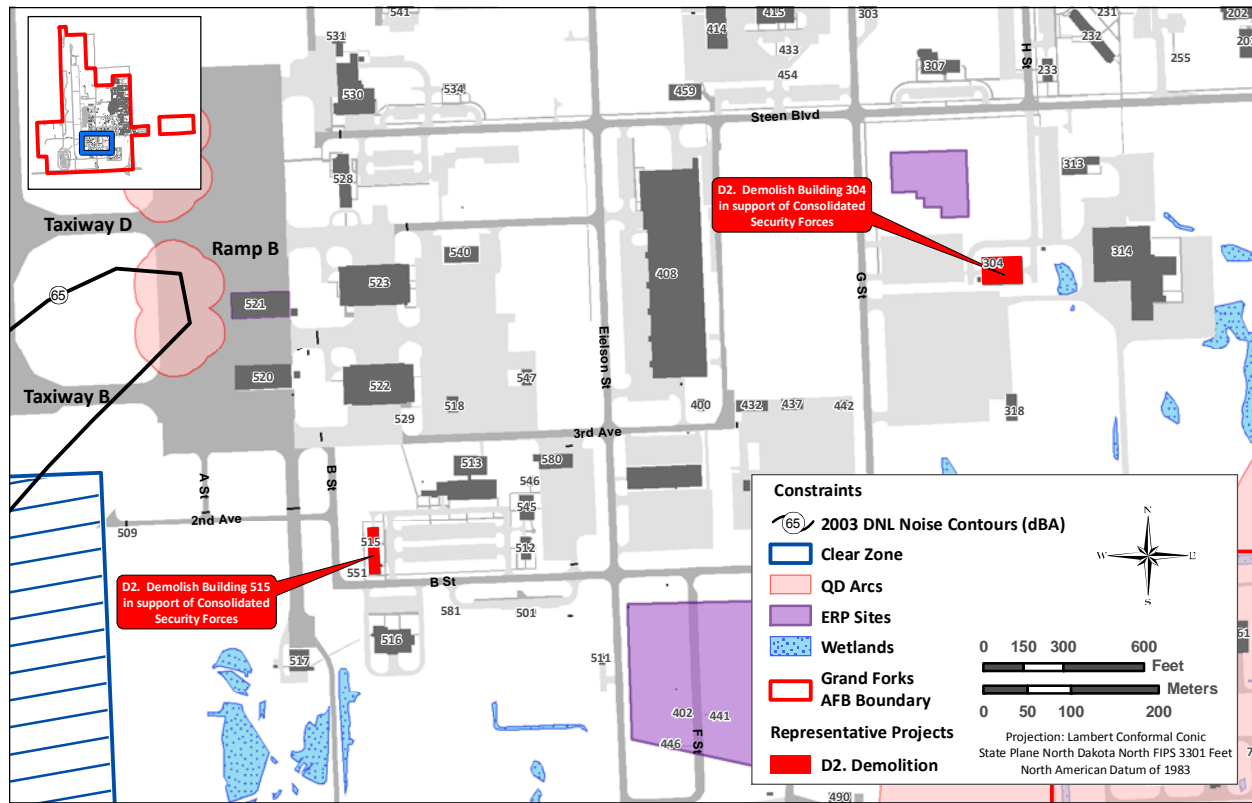 541
531
530
534
414
415
433
454
459
303
307
H St
233
231
232
255
202
Steen Blvd
528
313
D2. Demolish Building 304
in support of Consolidated
Security Forces
Taxiway D
Ramp B
540
523
408
G St
304
314
65
521
Eielson St
520
522
547
518
529
400
432
437
442
318
Taxiway B
3rd Ave
513
580
546
545
A St
B St
2nd Ave
509
515
512
551
B St
D2. Demolish Building 515
in support of Consolidated
Security Forces
581
501
516
517
511
402
441
446
F St
490
Constraints
65
2003 DNL Noise Contours (dBA)
Clear Zone
QD Arcs
ERP Sites
Wetlands
Grand Forks
AFB Boundary
Representative Projects
D2. Demolition
N
W
E
S
0 150 300 600
Feet
Meters
0 50 100 200
Projection: Lambert Conformal Conic
State Plane North Dakota North FIPS 3301 Feet
North American Datum of 1983